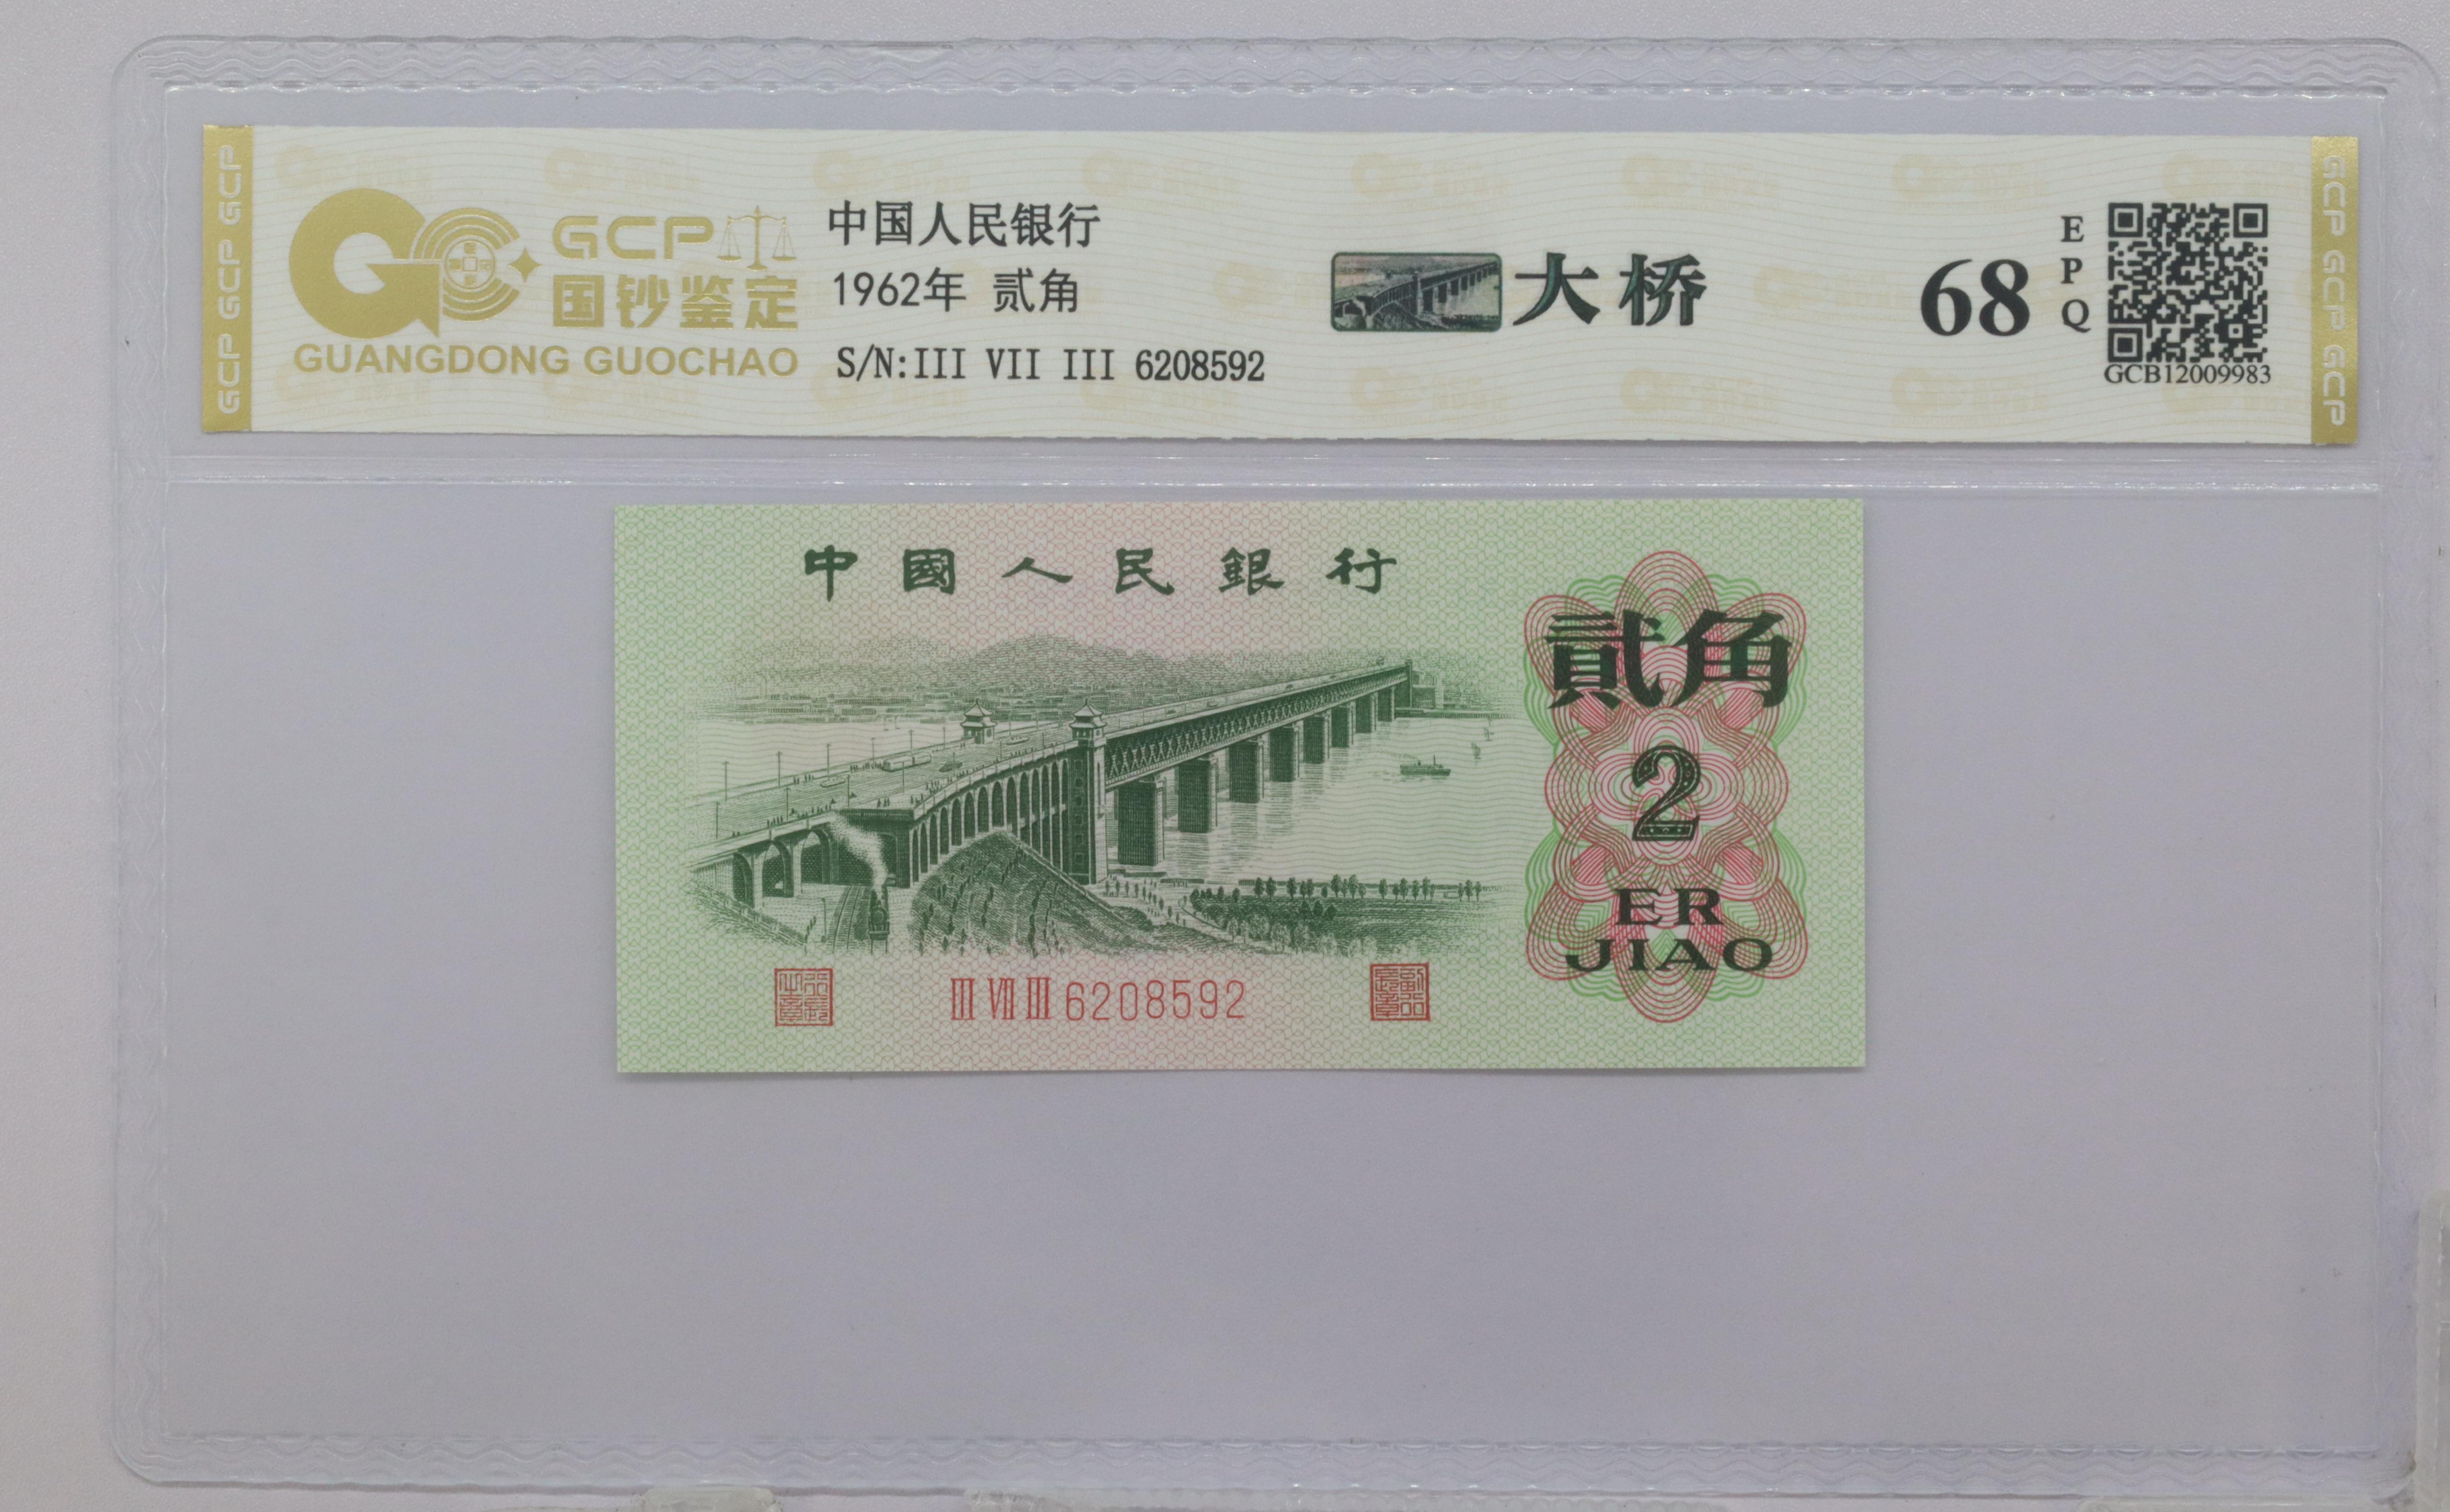 GCP GCP GCP
GCP
国钞鉴定
GUANGDONG GUOCHAO
中国人民银行
1962年 贰角
S/N:III VII III 6208592
大桥
68
EPQ
GCB12009983
GCP GCP GCP
中國人民銀行
貳角
2
ER
JIAO
III VII III 6208592